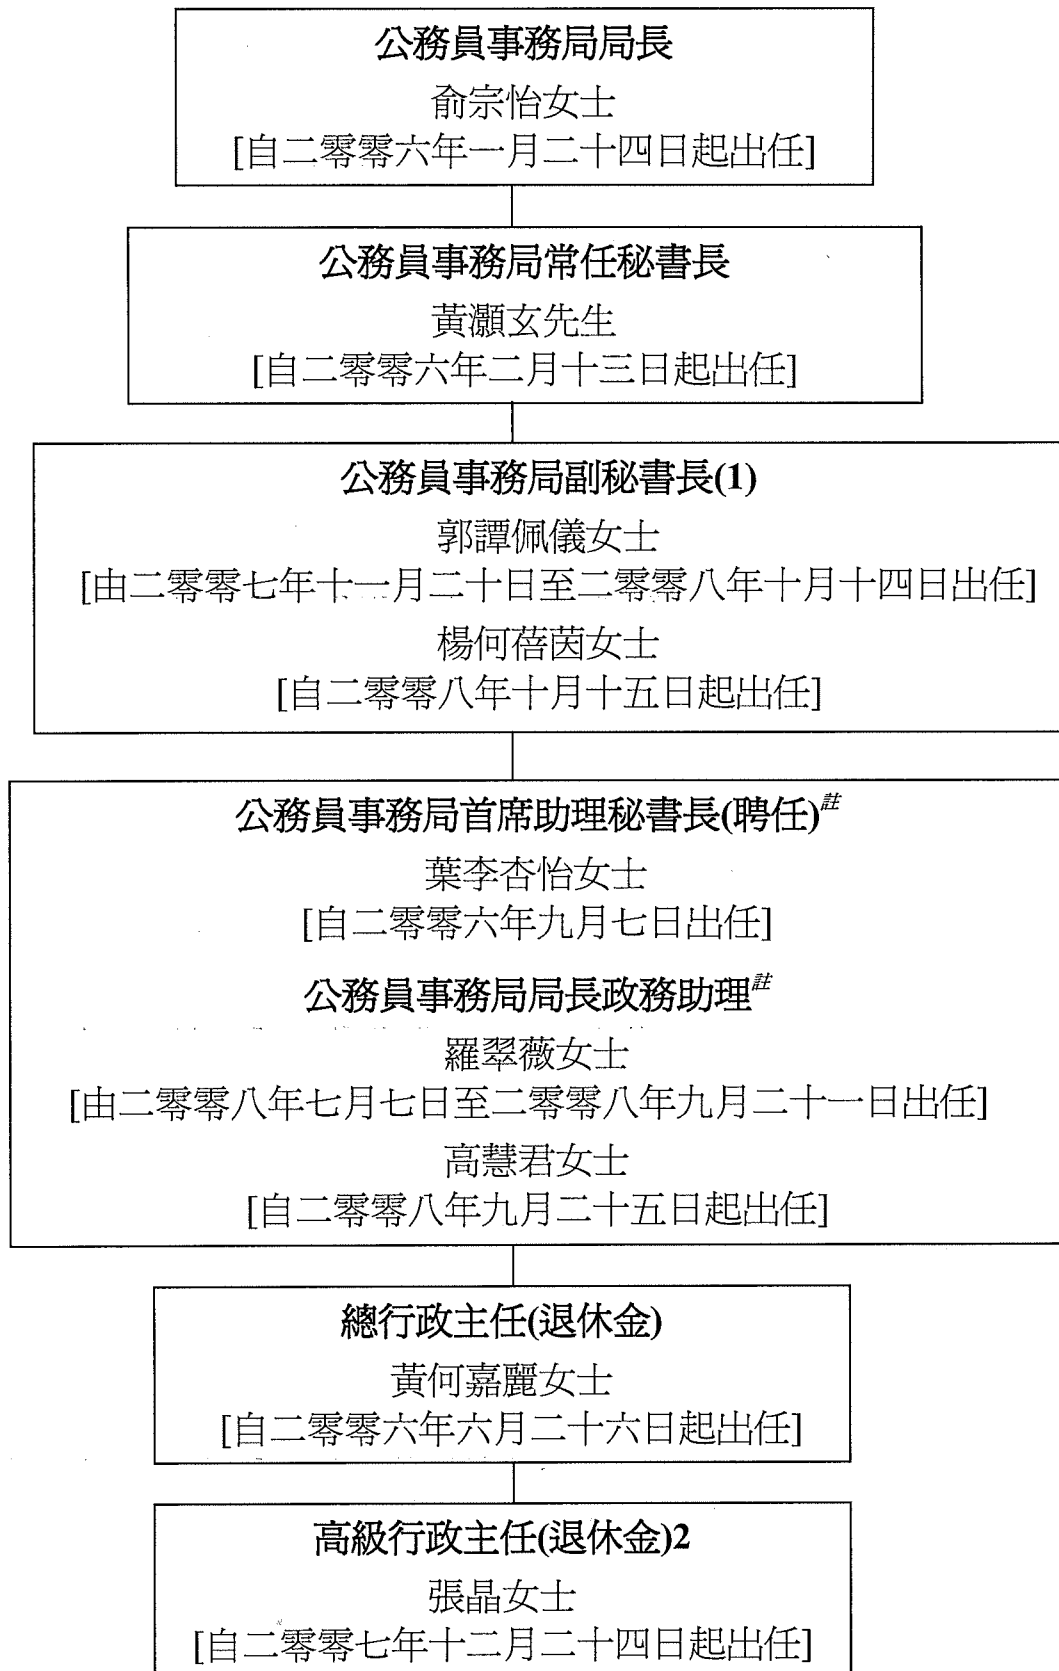 公務員事務局局長
俞宗怡女士
[自二零零六年一月二十四日起出任]
公務員事務局常任秘書長
黃灝玄先生
[自二零零六年二月十三日起出任]
公務員事務局副秘書長(1)
郭譚佩儀女士
[由二零零七年十一月二十日至二零零八年十月十四日出任]
楊何蓓茵女士
[自二零零八年十月十五日起出任]
公務員事務局首席助理秘書長(聘任)註
葉李杏怡女士
[自二零零六年九月七日出任]
公務員事務局局長政務助理註
羅翠薇女士
[由二零零八年七月七日至二零零八年九月二十一日出任]
高慧君女士
[自二零零八年九月二十五日起出任]
總行政主任(退休金)
黃何嘉麗女士
[自二零零六年六月二十六日起出任]
高級行政主任(退休金)2
張晶女士
[自二零零七年十二月二十四日起出任]